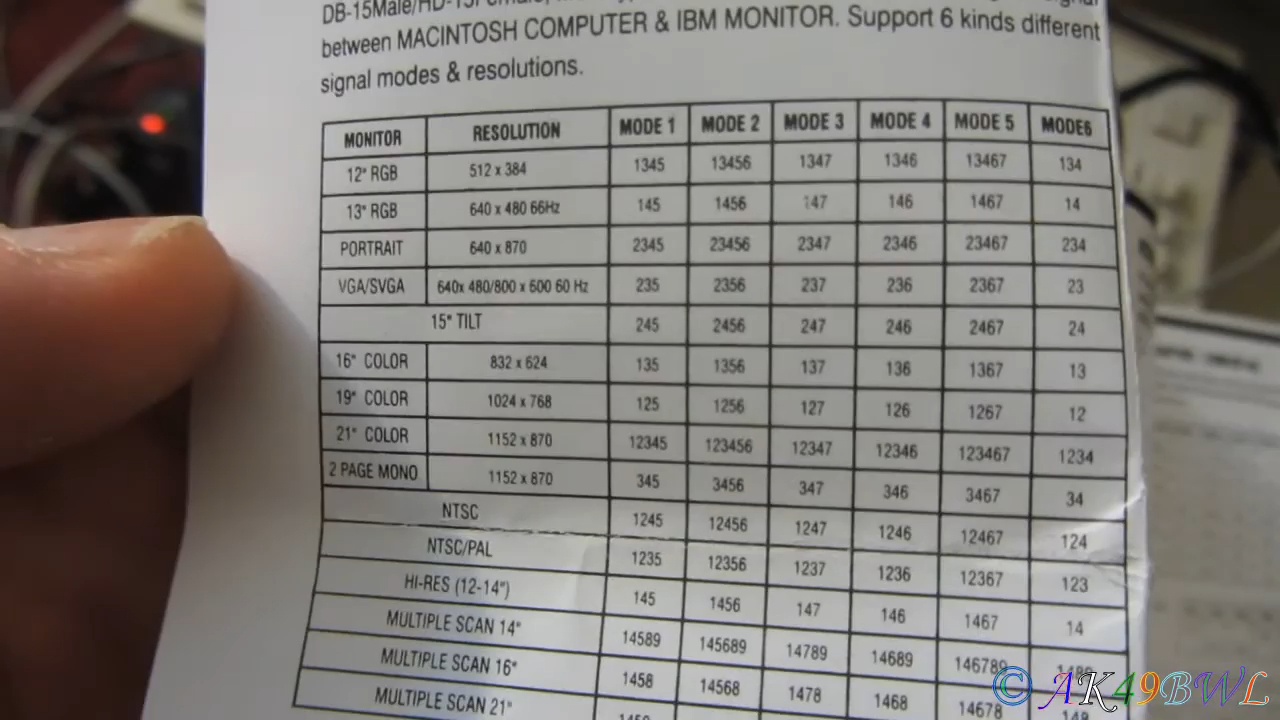 DB-15Male/HD-15Female,
between MACINTOSH COMPUTER & IBM MONITOR. Support 6 kinds different
signal modes & resolutions.
MONITOR RESOLUTION MODE 1 MODE 2 MODE 3 MODE 4 MODE 5 MODE6
12" RGB 512 x 384 1345 13456 1347 1346 13467 134
13" RGB 640 x 480 66Hz 145 1456 147 146 1467 14
PORTRAIT 640 x 870 2345 23456 2347 2346 23467 234
VGA/SVGA 640x 480/800 x 600 60 Hz 235 2356 237 236 2367 23
15" TILT 245 2456 247 246 2467 24
16" COLOR 832 x 624 135 1356 137 136 1367 13
19" COLOR 1024 x 768 125 1256 127 126 1267 12
21" COLOR 1152 x 870 12345 123456 12347 12346 123467 1234
2 PAGE MONO 1152 x 870 345 3456 347 346 3467 34
NTSC 1245 12456 1247 1246 12467 124
NTSC/PAL 1235 12356 1237 1236 12367 123
HI-RES (12-14") 145 1456 147 146 1467 14
MULTIPLE SCAN 14" 14589 145689 14789 14689 146789 1489
MULTIPLE SCAN 16" 1458 14568 1478 1468 14678 148
MULTIPLE SCAN 21"
© AK49BWL